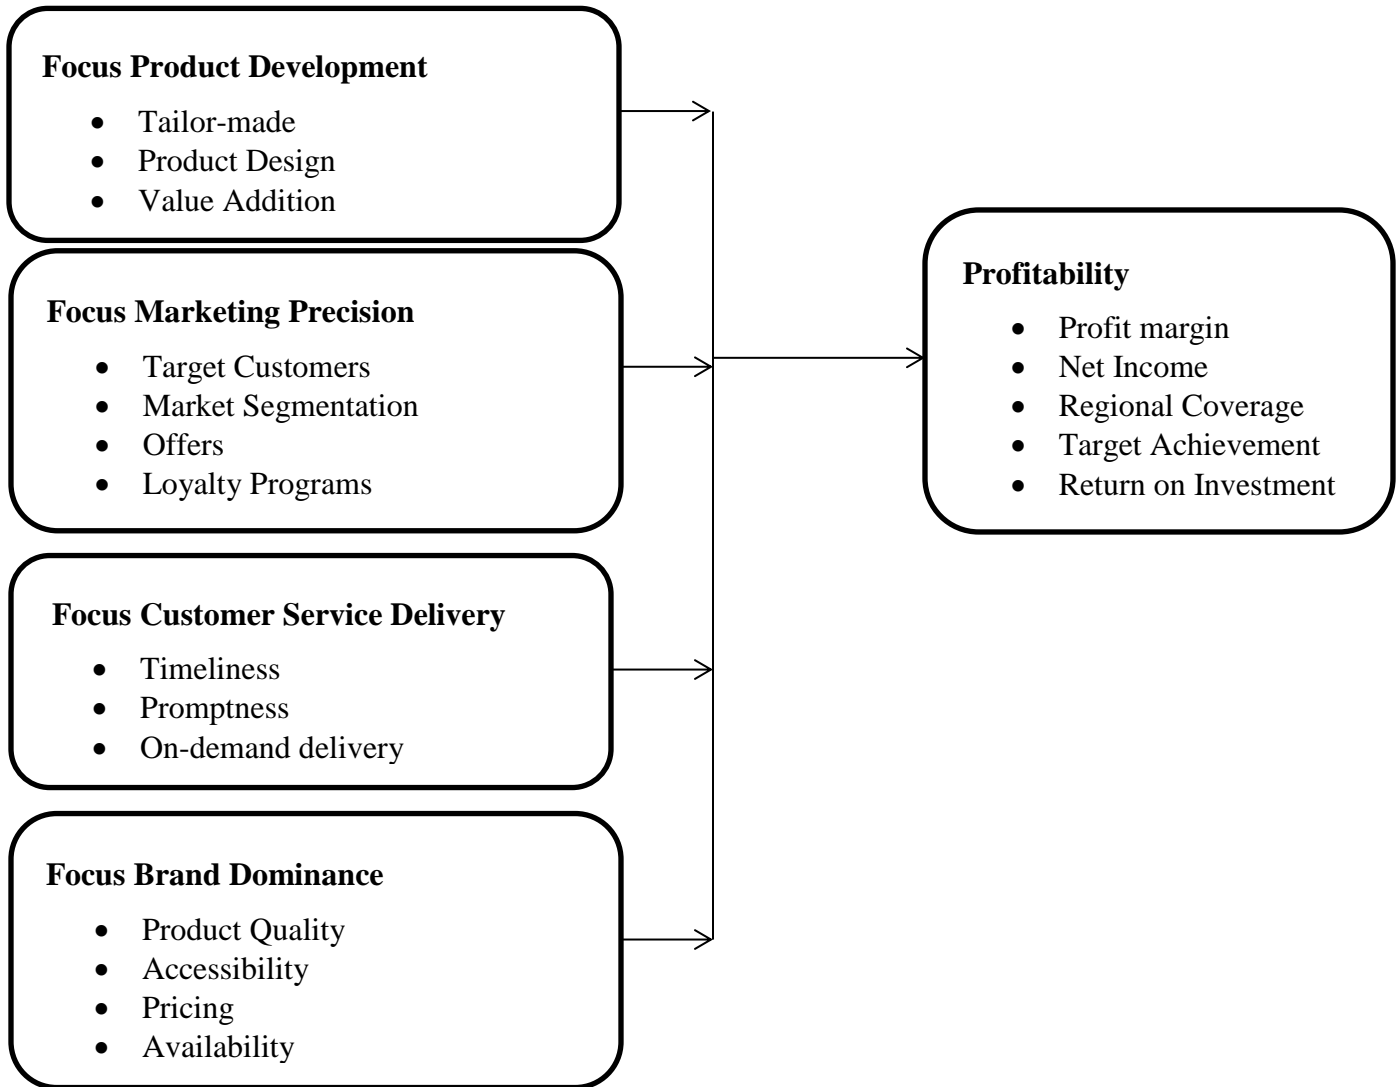 Focus Product Development
• Tailor-made
• Product Design
• Value Addition
Focus Marketing Precision
• Target Customers
• Market Segmentation
• Offers
• Loyalty Programs
Focus Customer Service Delivery
• Timeliness
• Promptness
• On-demand delivery
Focus Brand Dominance
• Product Quality
• Accessibility
• Pricing
• Availability
Profitability
• Profit margin
• Net Income
• Regional Coverage
• Target Achievement
• Return on Investment